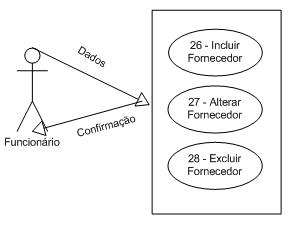 Dados
Confirmação
Funcionário
26 - Incluir
Fornecedor
27 - Alterar
Fornecedor
28 - Excluir
Fornecedor